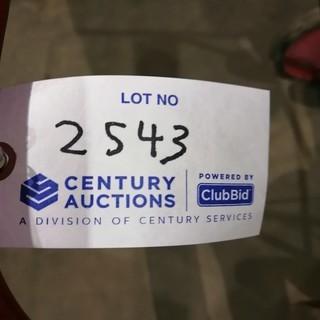 LOT NO
2543
CENTURY AUCTIONS
POWERED BY
ClubBid
A DIVISION OF CENTURY SERVICES